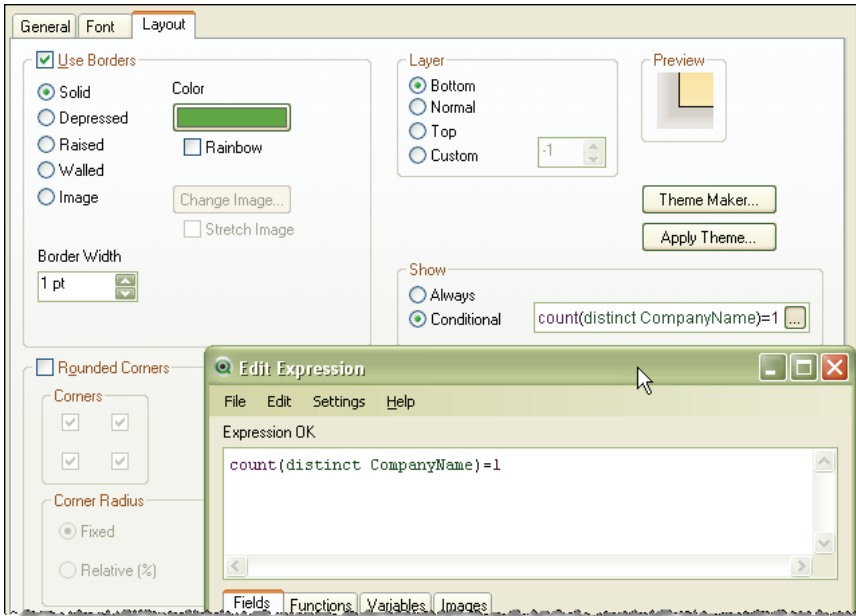 General Font Layout
Use Borders
Solid
Depressed
Raised
Walled
Image
Color
Rainbow
Change Image...
Stretch Image
Border Width
1 pt
Layer
Bottom
Normal
Top
Custom
-1
Preview
Theme Maker...
Apply Theme...
Show
Always
Conditional
count(distinct CompanyName)=1 ...
Rounded Corners
Corners
Corner Radius
Fixed
Relative (%)
Edit Expression
File Edit Settings Help
Expression OK
count(distinct CompanyName)=1
Fields Functions Variables Images